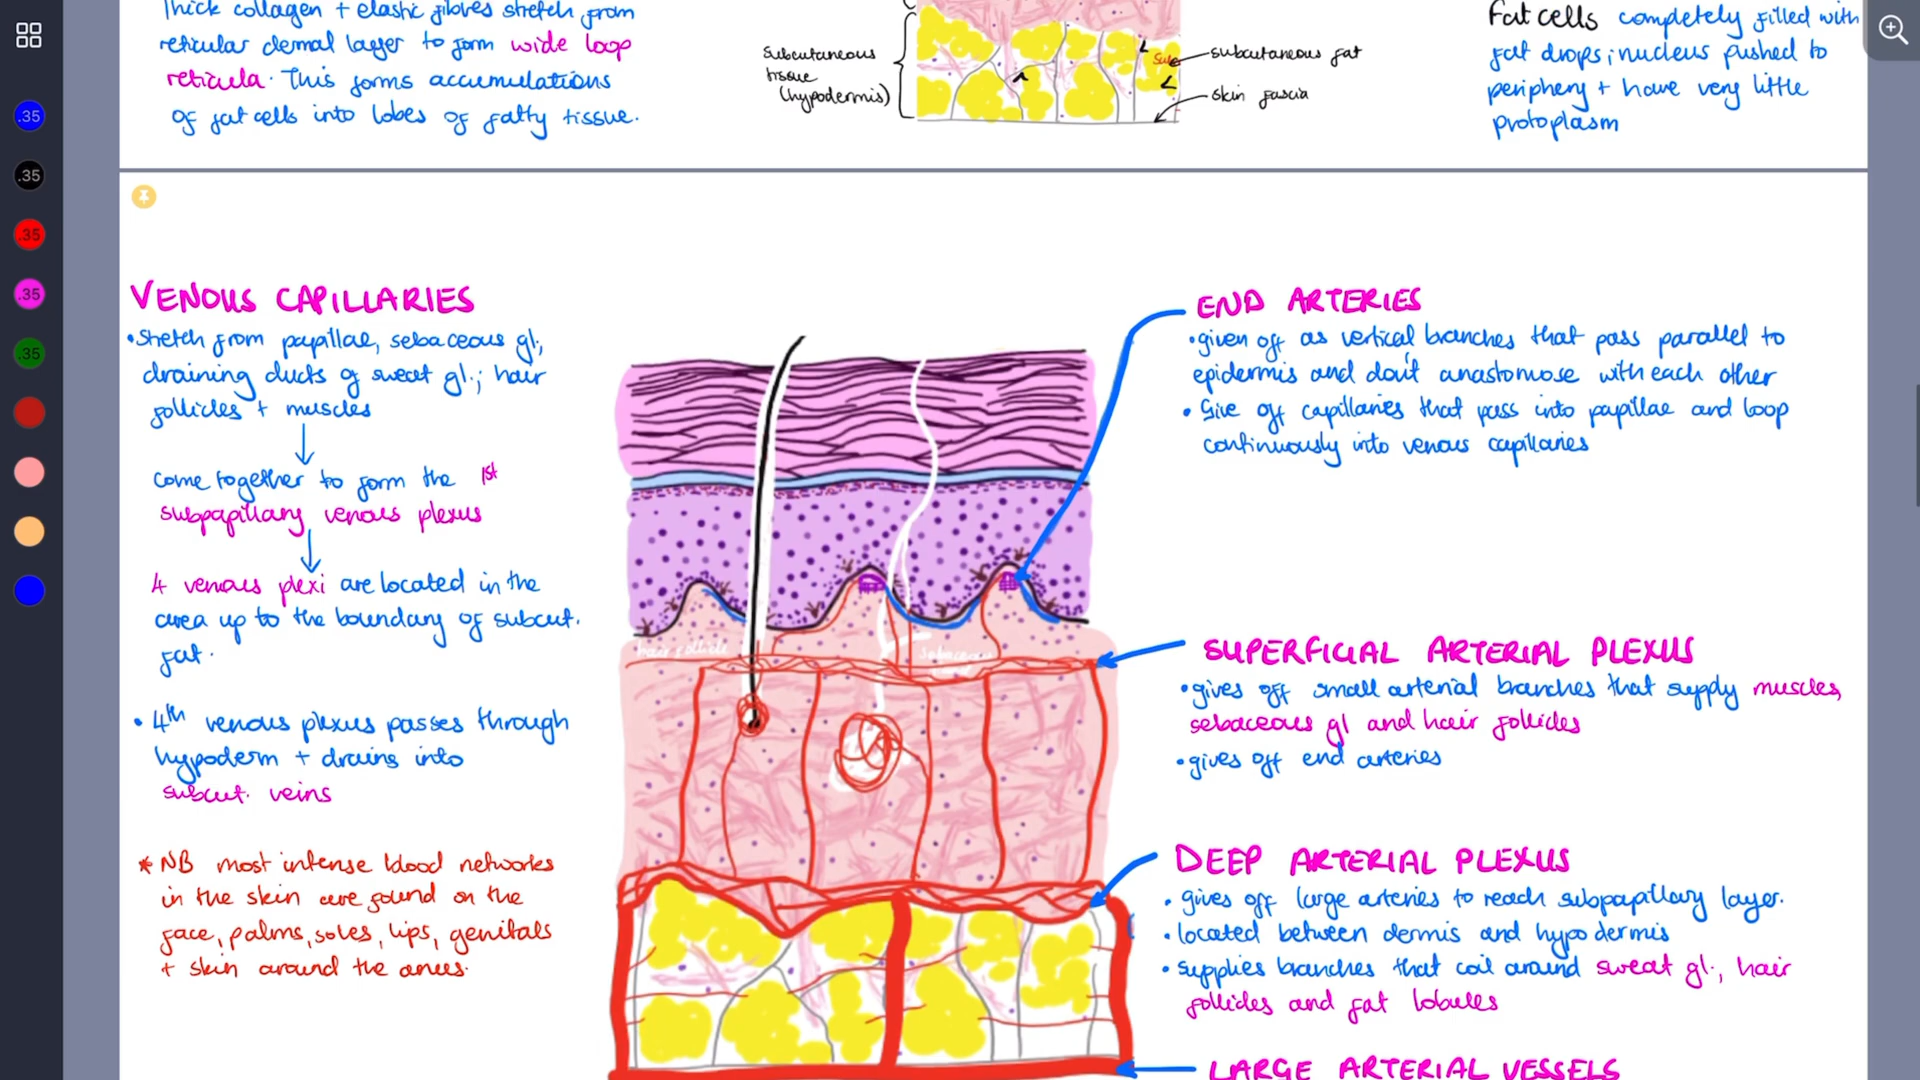 Thick collagen + elastic fibres stretch from
reticular dermal layer to form wide loop
reticula. This forms accumulations
of fat cells into lobes of fatty tissue.
Subcutaneous
tissue
(hypodermis)
subcutaneous fat
skin fascia
Fat cells completely filled with
fat drops; nucleus pushed to
periphery + have very little
protoplasm
.35
.35
.35
.35
.35
VENOUS CAPILLARIES
• Stretch from papillae, sebaceous gl.,
draining ducts of sweat gl.; hair
follicles + muscles
come together to form the 1st
subpapillary venous plexus
4 venous plexi are located in the
area up to the boundary of subcut.
fat.
• 4th venous plexus passes through
hypoderm + drains into
subcut. veins
* NB most intense blood networks
in the skin are found on the
face, palms, soles, lips, genitals
+ skin around the anus.
hair follicle
sebaceous
END ARTERIES
• given off as vertical branches that pass parallel to
epidermis and don't anastomose with each other
• Give off capillaries that pass into papillae and loop
continuously into venous capillaries
SUPERFICIAL ARTERIAL PLEXUS
• gives off small arterial branches that supply muscles,
sebaceous gl and hair follicles
• gives off end arteries
DEEP ARTERIAL PLEXUS
• gives off large arteries to reach subpapillary layer.
• located between dermis and hypodermis
• supplies branches that coil around sweat gl., hair
follicles and fat lobules
LARGE ARTERIAL VESSELS